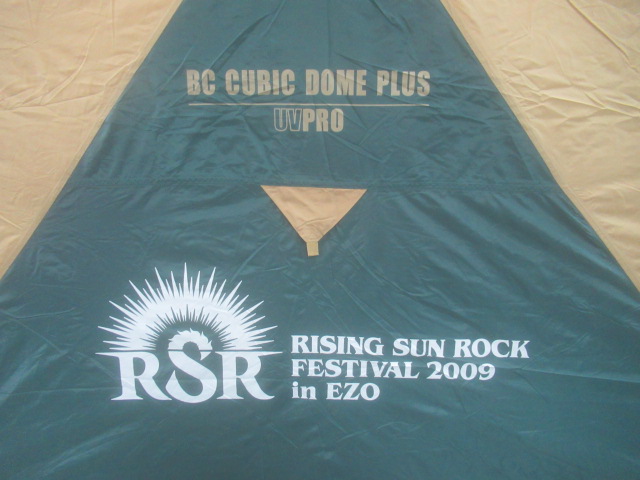 BC CUBIC DOME PLUS
UVPRO
RSR
RISING SUN ROCK
FESTIVAL 2009
in EZO